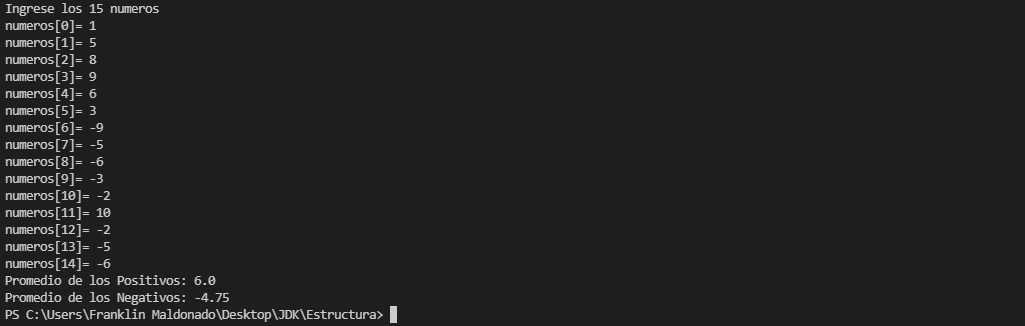 Ingrese los 15 numeros
numeros[0]= 1
numeros[1]= 5
numeros[2]= 8
numeros[3]= 9
numeros[4]= 6
numeros[5]= 3
numeros[6]= -9
numeros[7]= -5
numeros[8]= -6
numeros[9]= -3
numeros[10]= -2
numeros[11]= 10
numeros[12]= -2
numeros[13]= -5
numeros[14]= -6
Promedio de los Positivos: 6.0
Promedio de los Negativos: -4.75
PS C:\Users\Franklin Maldonado\Desktop\JDK\Estructura>